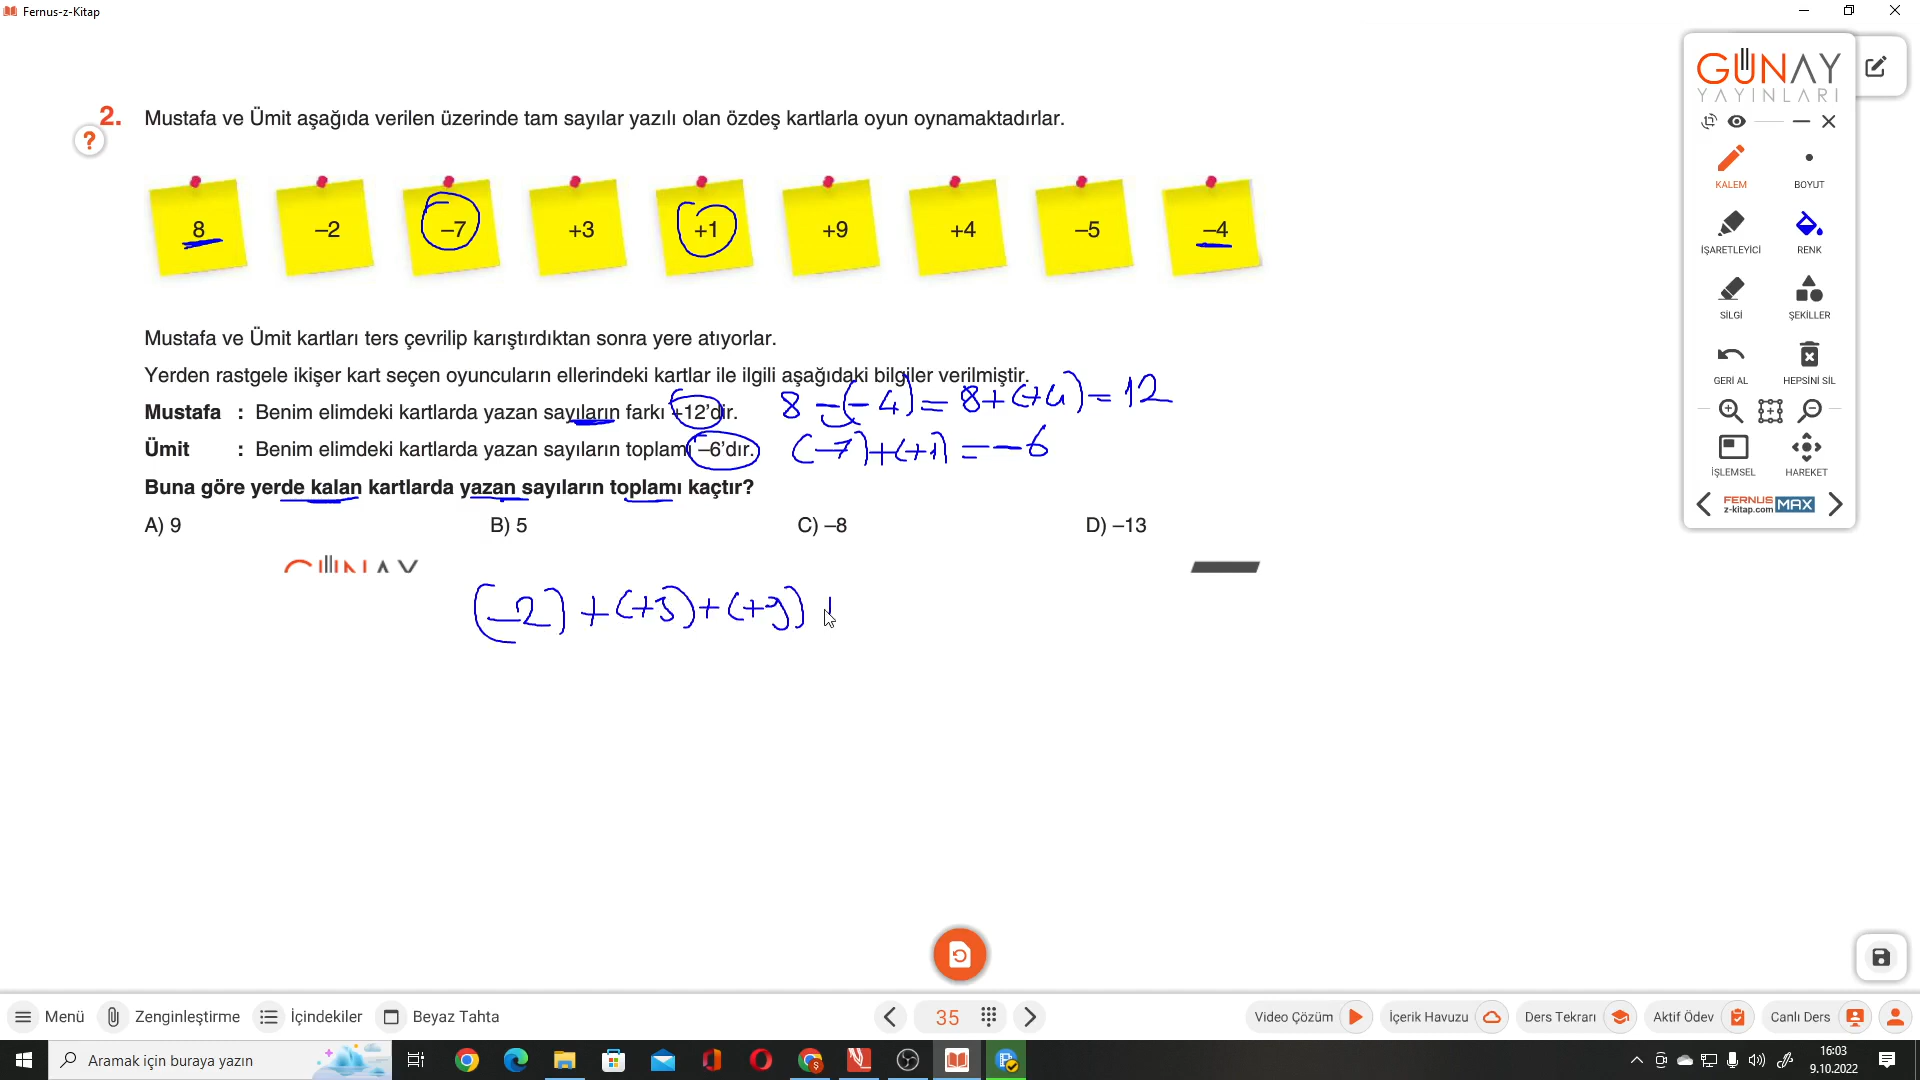 Fernus-z-Kitap
GÜNAY
YAYINLARI
2. Mustafa ve Ümit aşağıda verilen üzerinde tam sayılar yazılı olan özdeş kartlarla oyun oynamaktadırlar.
?
8 –2 –7 +3 +1 +9 +4 –5 –4
Mustafa ve Ümit kartları ters çevrilip karıştırdıktan sonra yere atıyorlar.
Yerden rastgele ikişer kart seçen oyuncuların ellerindeki kartlar ile ilgili aşağıdaki bilgiler verilmiştir.
Mustafa : Benim elimdeki kartlarda yazan sayıların farkı +12'dir. 8 – (– 4) = 8 + (+4) = 12
Ümit : Benim elimdeki kartlarda yazan sayıların toplamı –6'dır. (–7) + (+1) = –6
Buna göre yerde kalan kartlarda yazan sayıların toplamı kaçtır?
A) 9 B) 5 C) –8 D) –13
GÜNAY
(–2) + (+3) + (+9)
KALEM BOYUT
İŞARETLEYİCİ RENK
SİLGİ ŞEKİLLER
GERİ AL HEPSİNİ SİL
İŞLEMSEL HAREKET
FERNUS MAX
z-kitap.com
Menü Zenginleştirme İçindekiler Beyaz Tahta 35 Video Çözüm İçerik Havuzu Ders Tekrarı Aktif Ödev Canlı Ders
Aramak için buraya yazın
16:03
9.10.2022